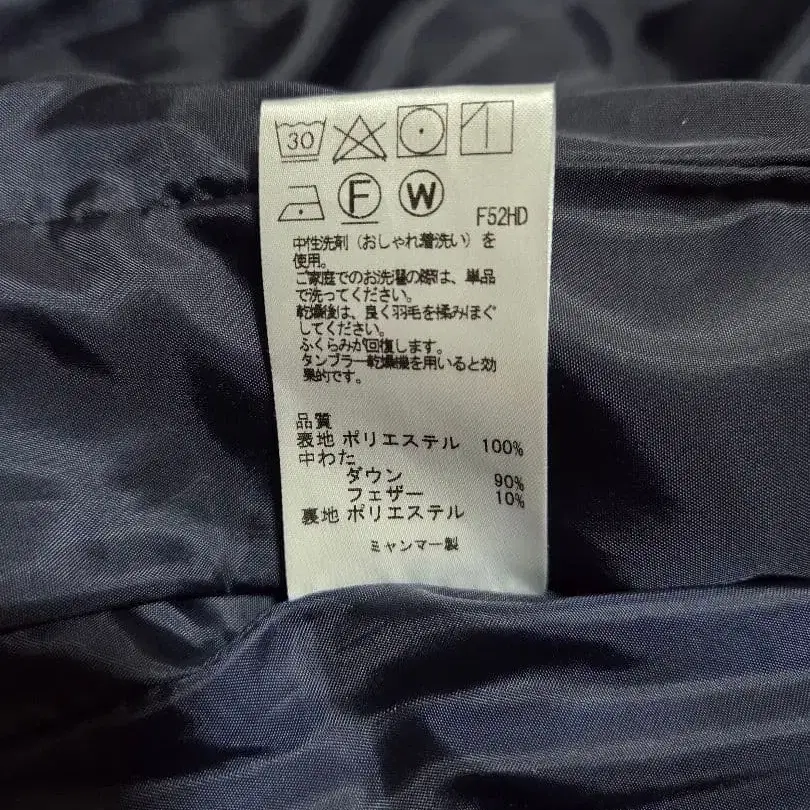 30
F W
F52HD
中性洗剤（おしゃれ着洗い）を
使用。
ご家庭でのお洗濯の際は、単品
で洗ってください。
乾燥後は、良く羽毛を揉みほぐ
してください。
ふくらみが回復します。
タンブラー乾燥機を用いると効
果的です。
品質
表地 ポリエステル 100%
中わた
ダウン 90%
フェザー 10%
裏地 ポリエステル
ミャンマー製